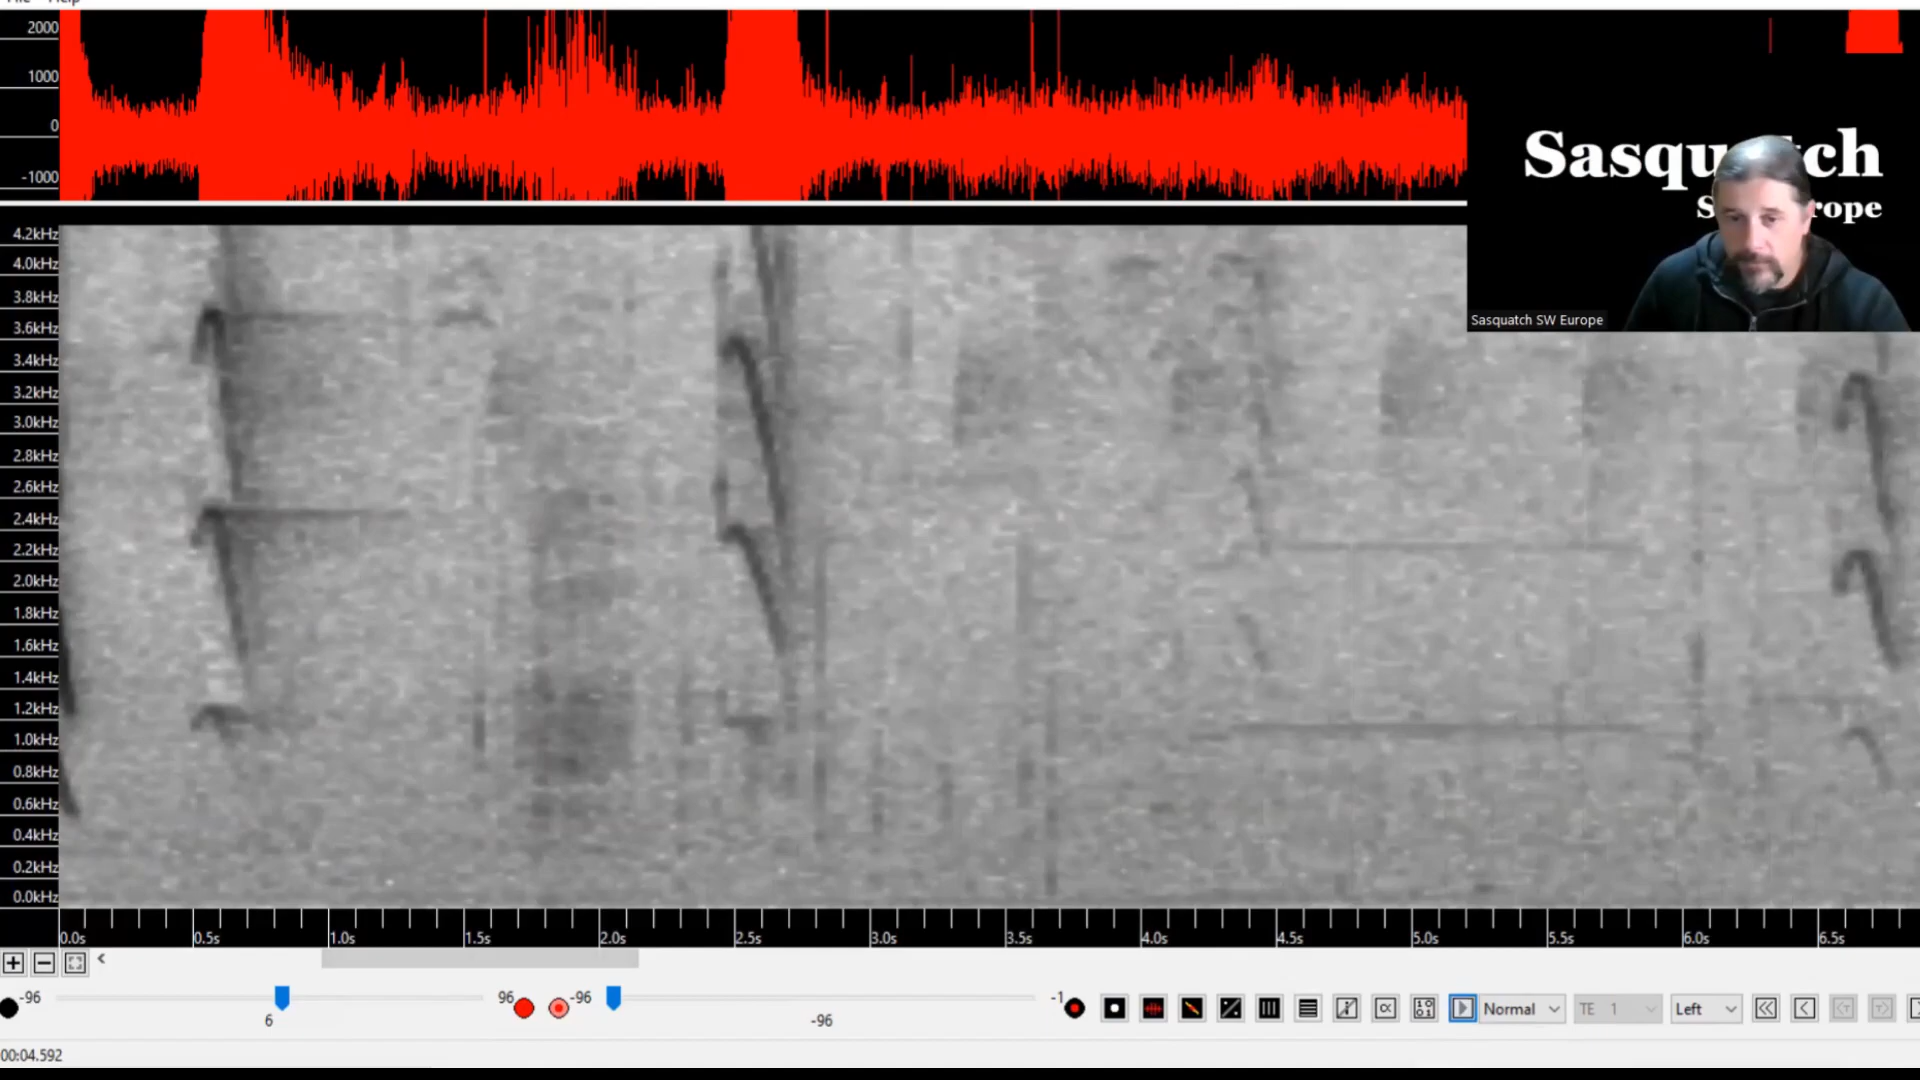 File Help
2000
1000
0
-1000
Sasqu tch
S rope
Sasquatch SW Europe
4.2kHz
4.0kHz
3.8kHz
3.6kHz
3.4kHz
3.2kHz
3.0kHz
2.8kHz
2.6kHz
2.4kHz
2.2kHz
2.0kHz
1.8kHz
1.6kHz
1.4kHz
1.2kHz
1.0kHz
0.8kHz
0.6kHz
0.4kHz
0.2kHz
0.0kHz
0.0s 0.5s 1.0s 1.5s 2.0s 2.5s 3.0s 3.5s 4.0s 4.5s 5.0s 5.5s 6.0s 6.5s
-96 96 -96 -1 Normal TE 1 Left
6 -96
00:04.592